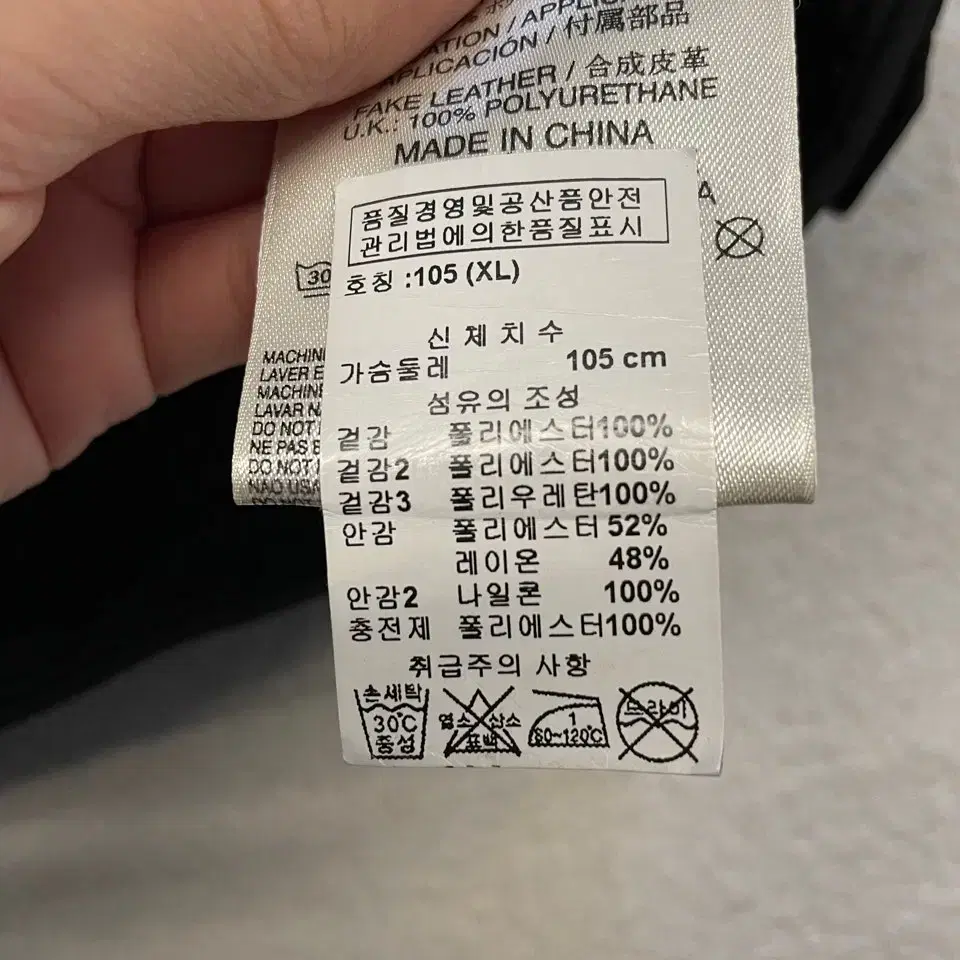 ATION / APPLIC
APLICACION / 付属部品
FAKE LEATHER / 合成皮革
U.K.: 100% POLYURETHANE
MADE IN CHINA
A
품질경영및공산품안전
관리법에의한품질표시
30
호칭 :105 (XL)
신체치수
가슴둘레 105 cm
섬유의 조성
겉감 폴리에스터100%
겉감2 폴리에스터100%
겉감3 폴리우레탄100%
안감 폴리에스터 52%
레이온 48%
안감2 나일론 100%
충전제 폴리에스터100%
취급주의 사항
손세탁
30℃
중성
염소 산소
표백
1
80~120℃
드라이
MACHIN
LAVER E
MACHINE
LAVAR N
DO NOT
NE PAS
DO NOT
NAO USA
DO NOT